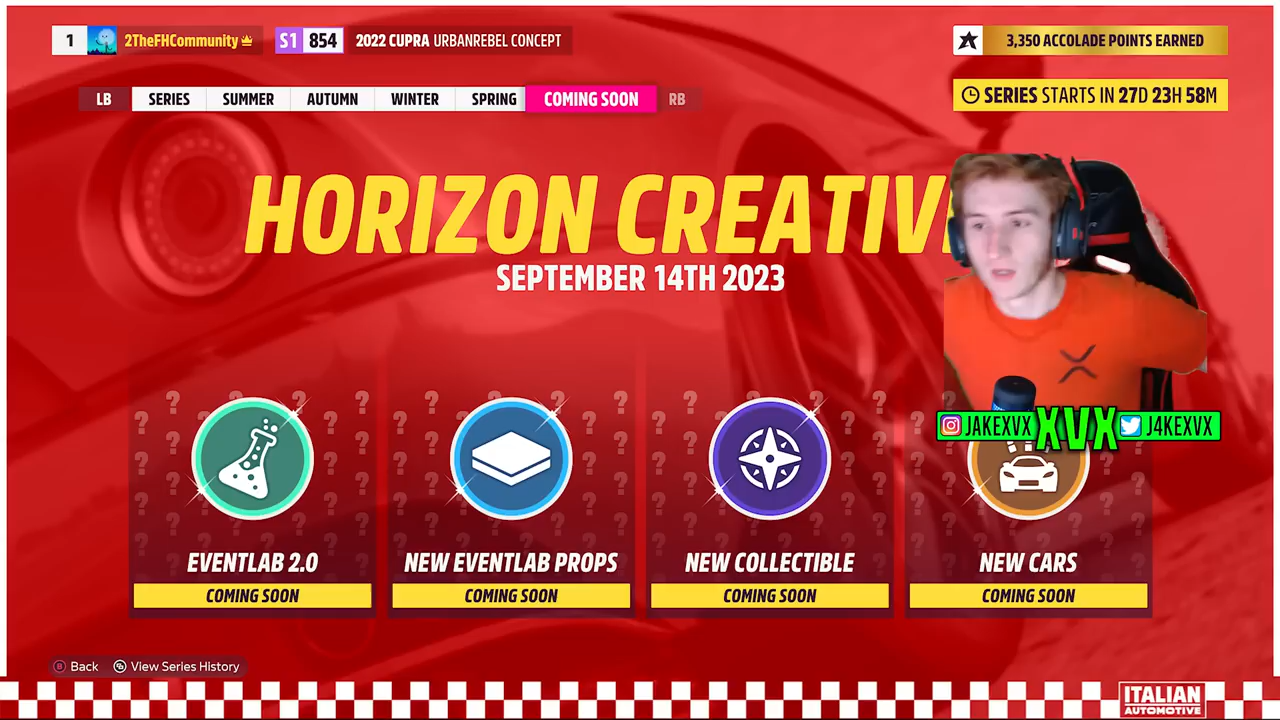 1 2TheFHCommunity S1 854 2022 CUPRA URBANREBEL CONCEPT
3,350 ACCOLADE POINTS EARNED
LB SERIES SUMMER AUTUMN WINTER SPRING COMING SOON RB
SERIES STARTS IN 27D 23H 58M
HORIZON CREATIV
SEPTEMBER 14TH 2023
JAKEXVX XVX J4KEXVX
EVENTLAB 2.0 NEW EVENTLAB PROPS NEW COLLECTIBLE NEW CARS
COMING SOON COMING SOON COMING SOON COMING SOON
B Back View Series History
ITALIAN
AUTOMOTIVE